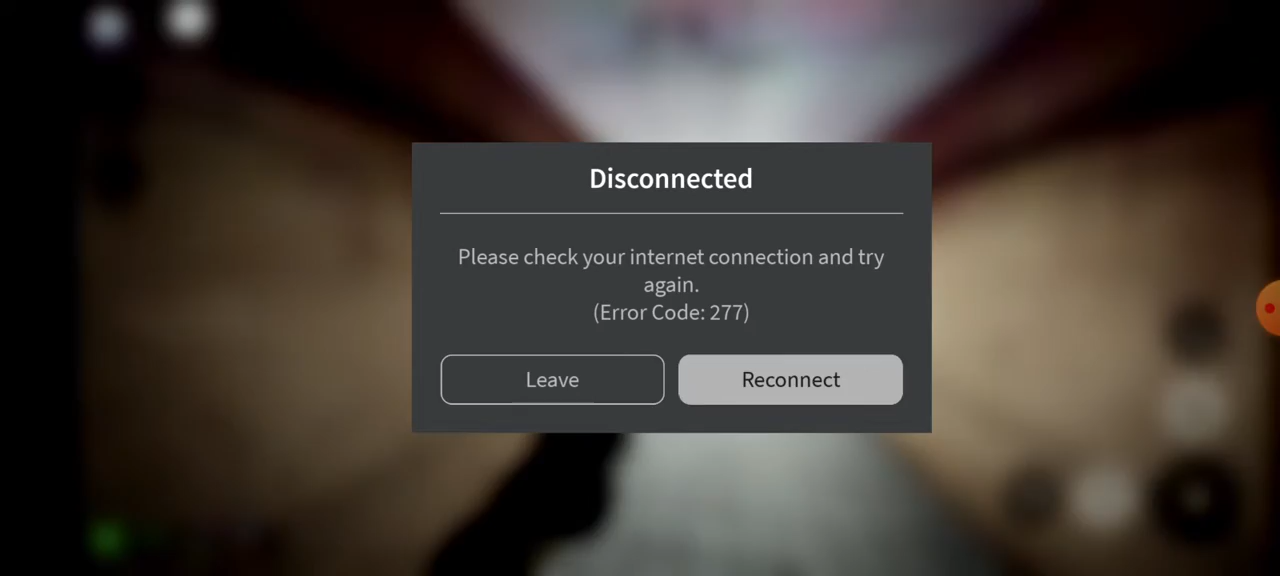 Disconnected
Please check your internet connection and try
again.
(Error Code: 277)
Leave
Reconnect